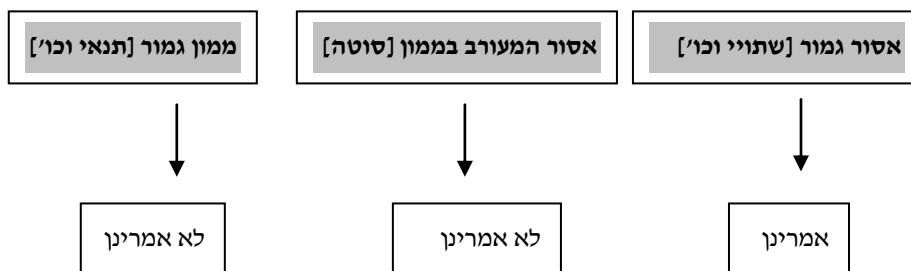 אסור גמור [שתויי וכו']
אסור המעורב בממון [סוטה]
ממון גמור [תנאי וכו']
אמרינן
לא אמרינן
לא אמרינן